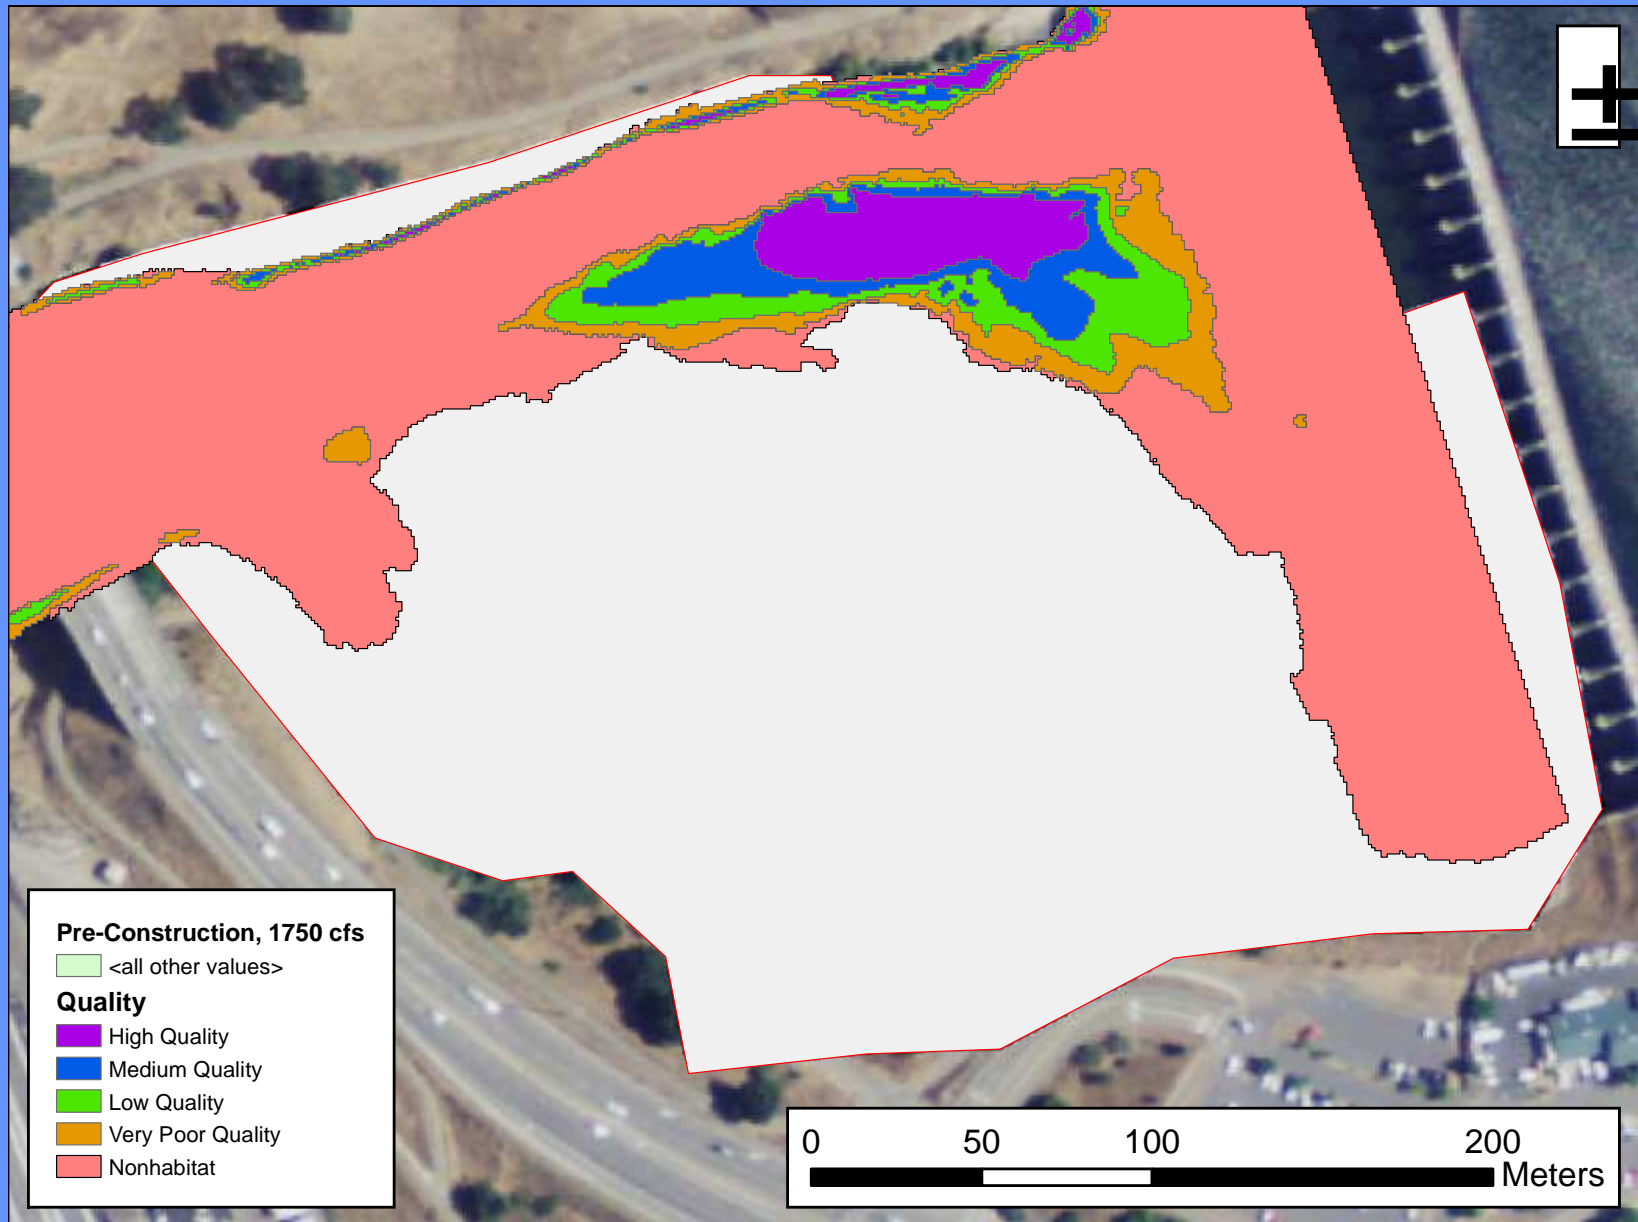 Pre-Construction, 1750 cfs
<all other values>
Quality
High Quality
Medium Quality
Low Quality
Very Poor Quality
Nonhabitat
0 50 100 200
Meters